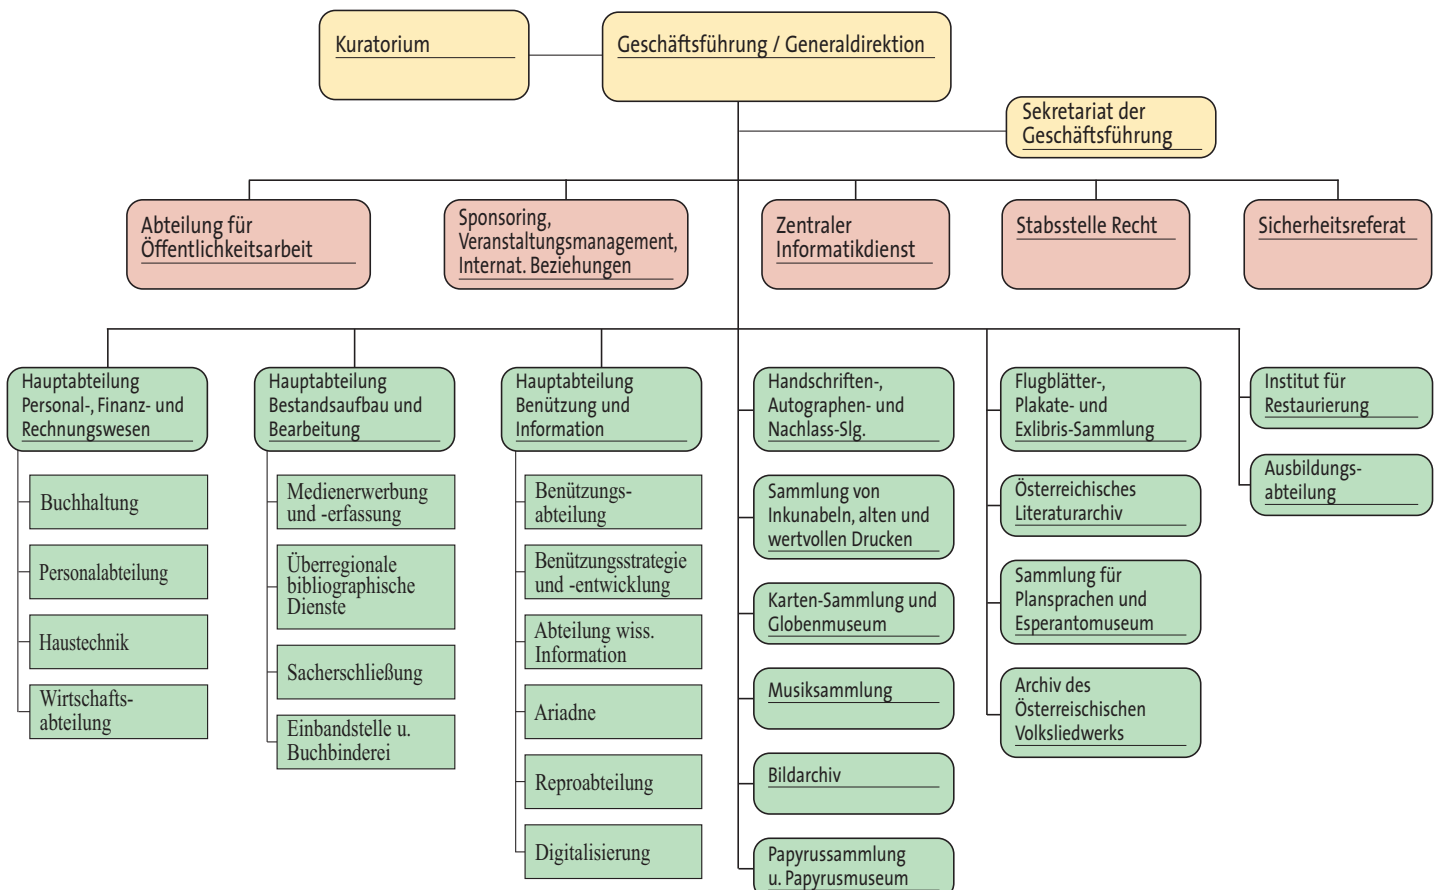 Kuratorium
Geschäftsführung / Generaldirektion
Sekretariat der
Geschäftsführung
Abteilung für
Öffentlichkeitsarbeit
Sponsoring,
Veranstaltungsmanagement,
Internat. Beziehungen
Zentraler
Informatikdienst
Stabsstelle Recht
Sicherheitsreferat
Hauptabteilung
Personal-, Finanz- und
Rechnungswesen
Buchhaltung
Personalabteilung
Haustechnik
Wirtschafts-
abteilung
Hauptabteilung
Bestandsaufbau und
Bearbeitung
Medienerwerbung
und -erfassung
Überregionale
bibliographische
Dienste
Sacherschließung
Einbandstelle u.
Buchbinderei
Hauptabteilung
Benützung und
Information
Benützungs-
abteilung
Benützungsstrategie
und -entwicklung
Abteilung wiss.
Information
Ariadne
Reproabteilung
Digitalisierung
Handschriften-,
Autographen- und
Nachlass-Slg.
Sammlung von
Inkunabeln, alten und
wertvollen Drucken
Karten-Sammlung und
Globenmuseum
Musiksammlung
Bildarchiv
Papyrussammlung
u. Papyrusmuseum
Flugblätter-,
Plakate- und
Exlibris-Sammlung
Österreichisches
Literaturarchiv
Sammlung für
Plansprachen und
Esperantomuseum
Archiv des
Österreischischen
Volksliedwerks
Institut für
Restaurierung
Ausbildungs-
abteilung